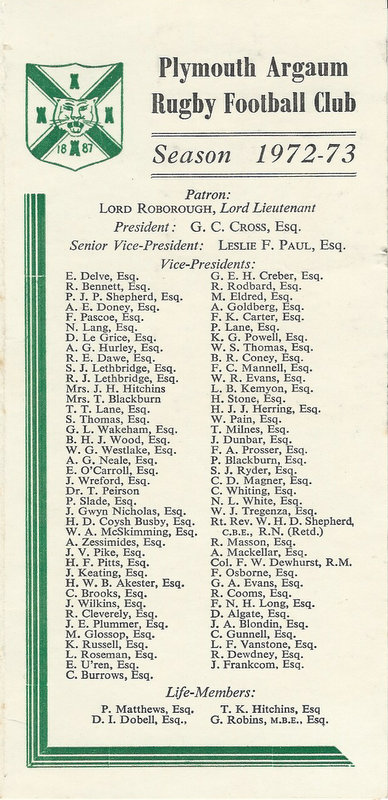 1887
Plymouth Argaum
Rugby Football Club
Season 1972-73
Patron:
LORD ROBOROUGH, Lord Lieutenant
President: G. C. CROSS, Esq.
Senior Vice-President: LESLIE F. PAUL, Esq.
Vice-Presidents:
E. Delve, Esq.
R. Bennett, Esq.
P. J. P. Shepherd, Esq.
A. E. Doney, Esq.
F. Pascoe, Esq.
N. Lang, Esq.
D. Le Grice, Esq.
A. G. Hurley, Esq.
R. E. Dawe, Esq.
S. J. Lethbridge, Esq.
R. J. Lethbridge, Esq.
Mrs. J. H. Hitchins
Mrs. T. Blackburn
T. T. Lane, Esq.
S. Thomas, Esq.
G. L. Wakeham, Esq.
B. H. J. Wood, Esq.
W. G. Westlake, Esq.
A. G. Neale, Esq.
E. O'Carroll, Esq.
J. Wreford, Esq.
Dr. T. Peirson
P. Slade, Esq.
J. Gwyn Nicholas, Esq.
H. D. Coysh Busby, Esq.
W. A. McSkimming, Esq.
A. Zessimides, Esq.
J. V. Pike, Esq.
H. F. Pitts, Esq.
J. Keating, Esq.
H. W. B. Akester, Esq.
C. Brooks, Esq.
J. Wilkins, Esq.
R. Cleverely, Esq.
J. E. Plummer, Esq.
M. Glossop, Esq.
K. Russell, Esq.
L. Roseman, Esq.
E. U'ren, Esq.
C. Burrows, Esq.
G. E. H. Creber, Esq.
R. Rodbard, Esq.
M. Eldred, Esq.
A. Goldberg, Esq.
F. K. Carter, Esq.
P. Lane, Esq.
K. G. Powell, Esq.
W. S. Thomas, Esq.
B. R. Coney, Esq.
F. C. Mannell, Esq.
W. R. Evans, Esq.
L. B. Kemyon, Esq.
H. Stone, Esq.
H. J. J. Herring, Esq.
W. Pain, Esq.
T. Milnes, Esq.
J. Dunbar, Esq.
F. A. Prosser, Esq.
P. Blackburn, Esq.
S. J. Ryder, Esq.
C. D. Magner, Esq.
C. Whiting, Esq.
N. L. White, Esq.
W. J. Tregenza, Esq.
Rt. Rev. W. H. D. Shepherd,
C.B.E., R.N. (Retd.)
R. Masson, Esq.
A. Mackellar, Esq.
Col. F. W. Dewhurst, R.M.
F. Osborne, Esq.
G. A. Evans, Esq.
R. Cooms, Esq.
F. N. H. Long, Esq.
D. Algate, Esq.
J. A. Blondin, Esq.
C. Gunnell, Esq.
L. F. Vanstone, Esq.
R. Dewdney, Esq.
J. Frankcom, Esq.
Life-Members:
P. Matthews, Esq. T. K. Hitchins, Esq
D. I. Dobell, Esq., G. Robins, M.B.E., Esq.